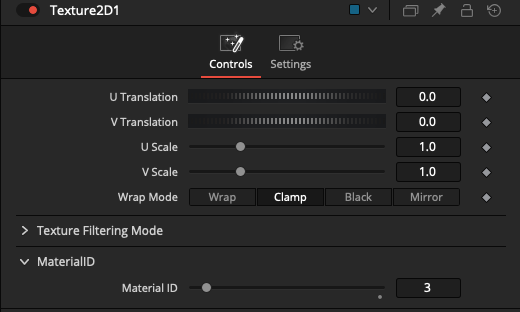 Texture2D1
Controls Settings
U Translation 0.0
V Translation 0.0
U Scale 1.0
V Scale 1.0
Wrap Mode Wrap Clamp Black Mirror
Texture Filtering Mode
MaterialID
Material ID 3